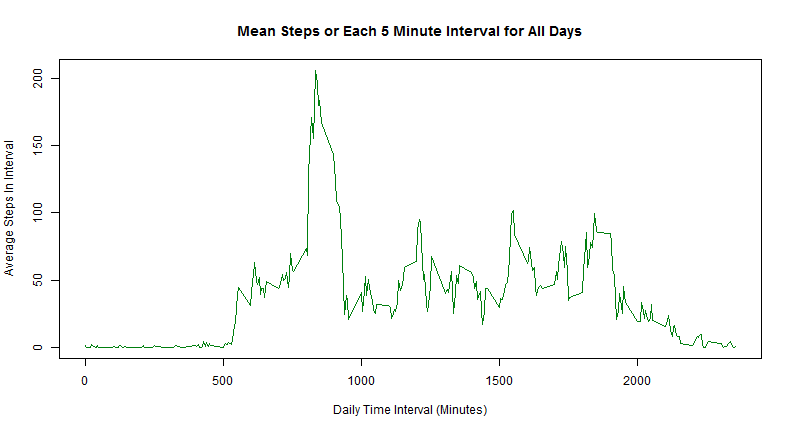 Mean Steps or Each 5 Minute Interval for All Days
Average Steps In Interval
200
150
100
50
0
0 500 1000 1500 2000
Daily Time Interval (Minutes)